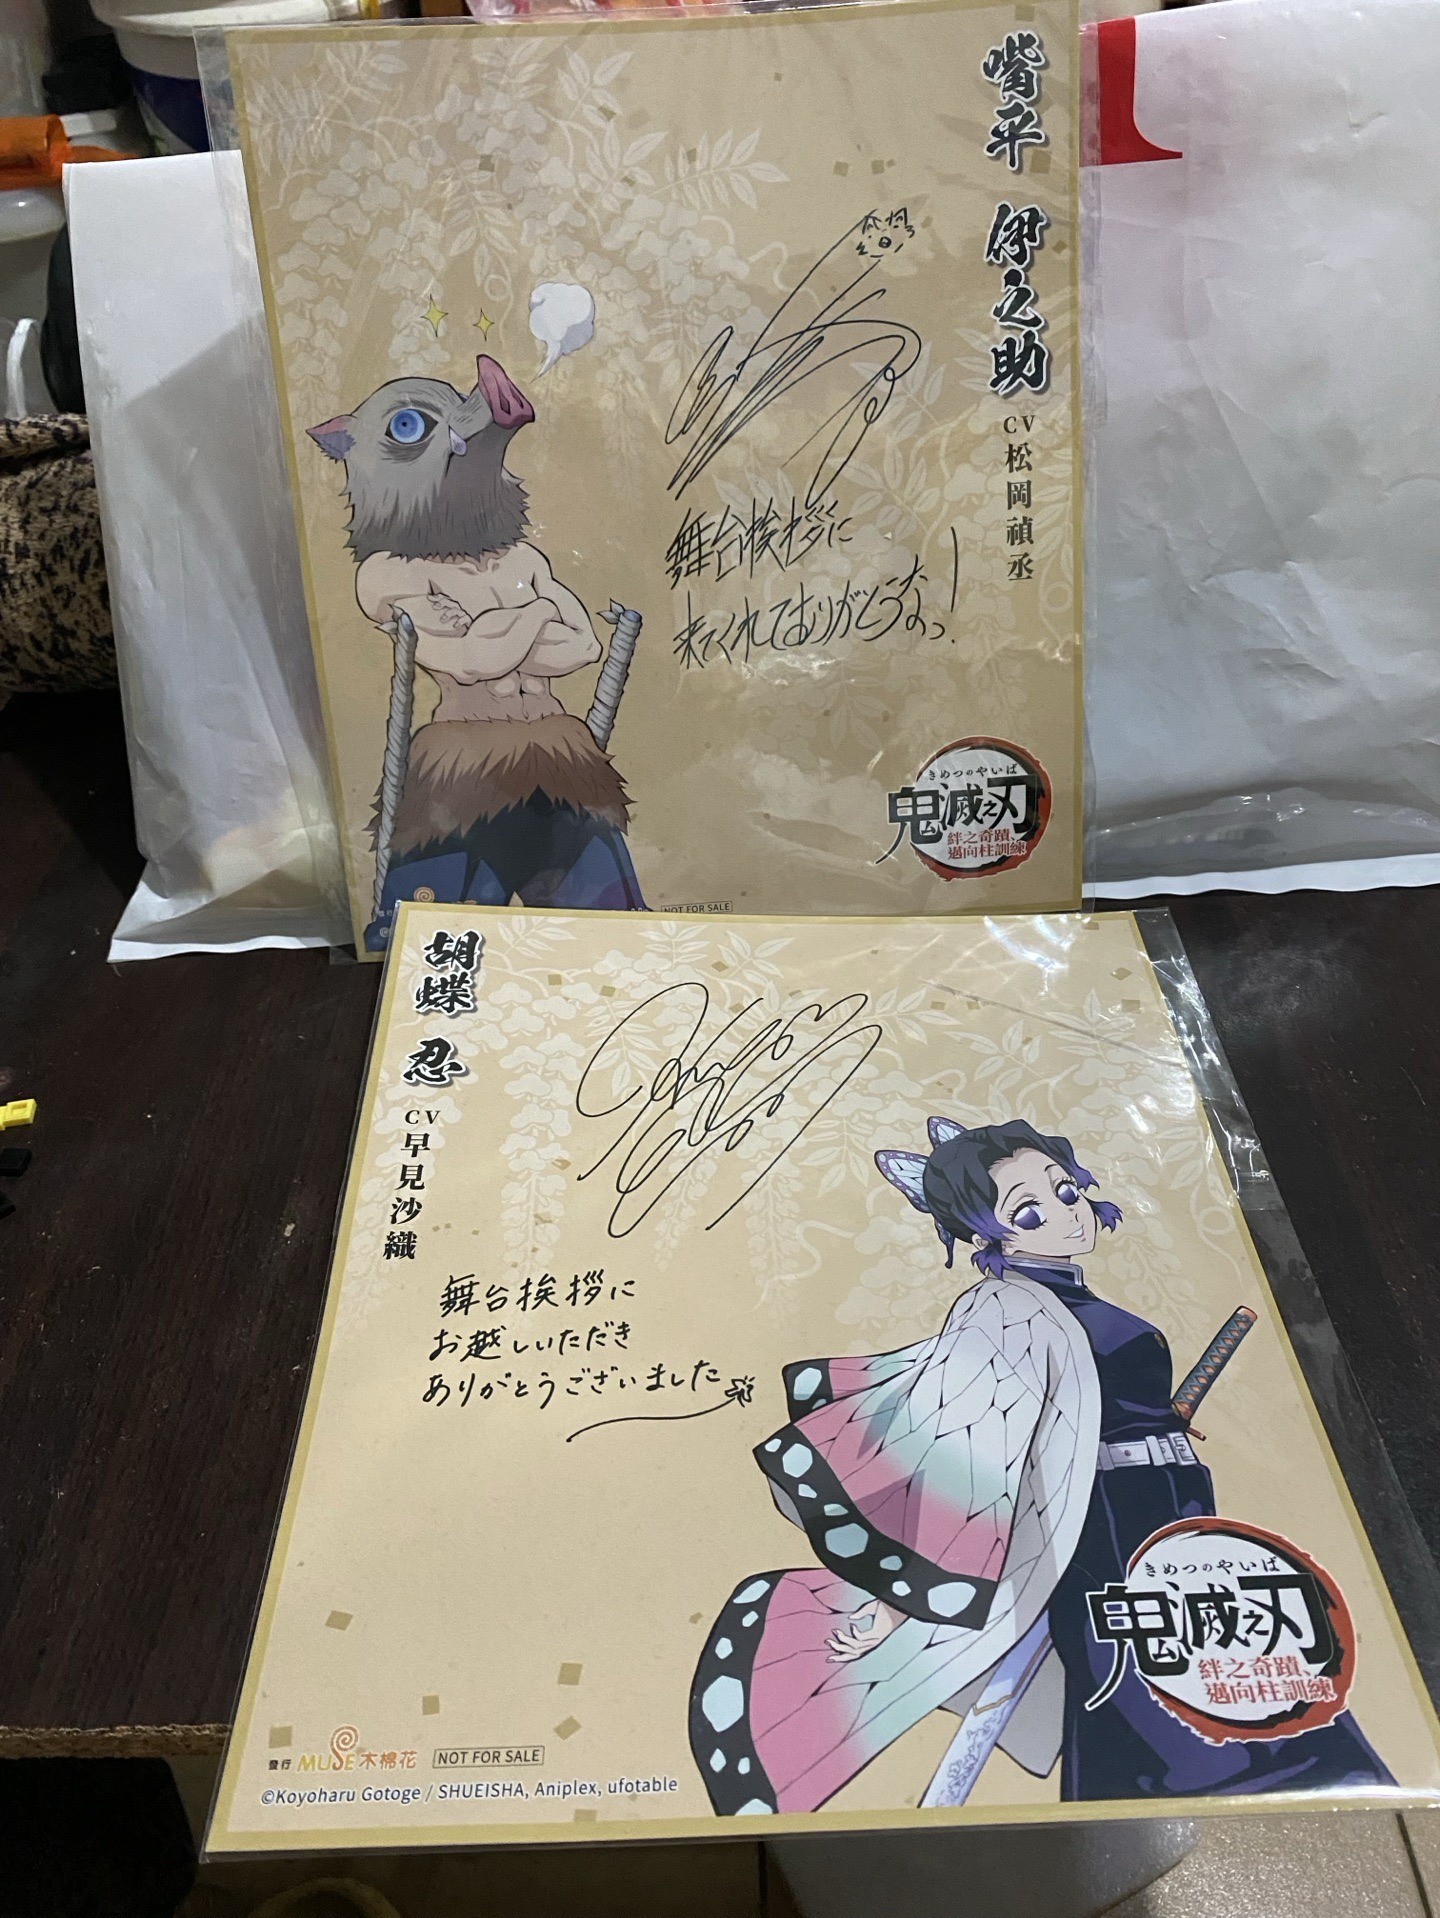 嘴平 伊之助
CV 松岡禎丞
舞台挨拶に
来てくれてありがとうなっ!
きめつのやいば
鬼滅之刃
絆之奇蹟、
邁向柱訓練
發行
NOT FOR SALE
胡蝶 忍
CV 早見沙織
舞台挨拶に
お越しいただき
ありがとうございました
きめつのやいば
鬼滅之刃
絆之奇蹟、
邁向柱訓練
發行 MUSE木棉花 NOT FOR SALE
©Koyoharu Gotoge / SHUEISHA, Aniplex, ufotable